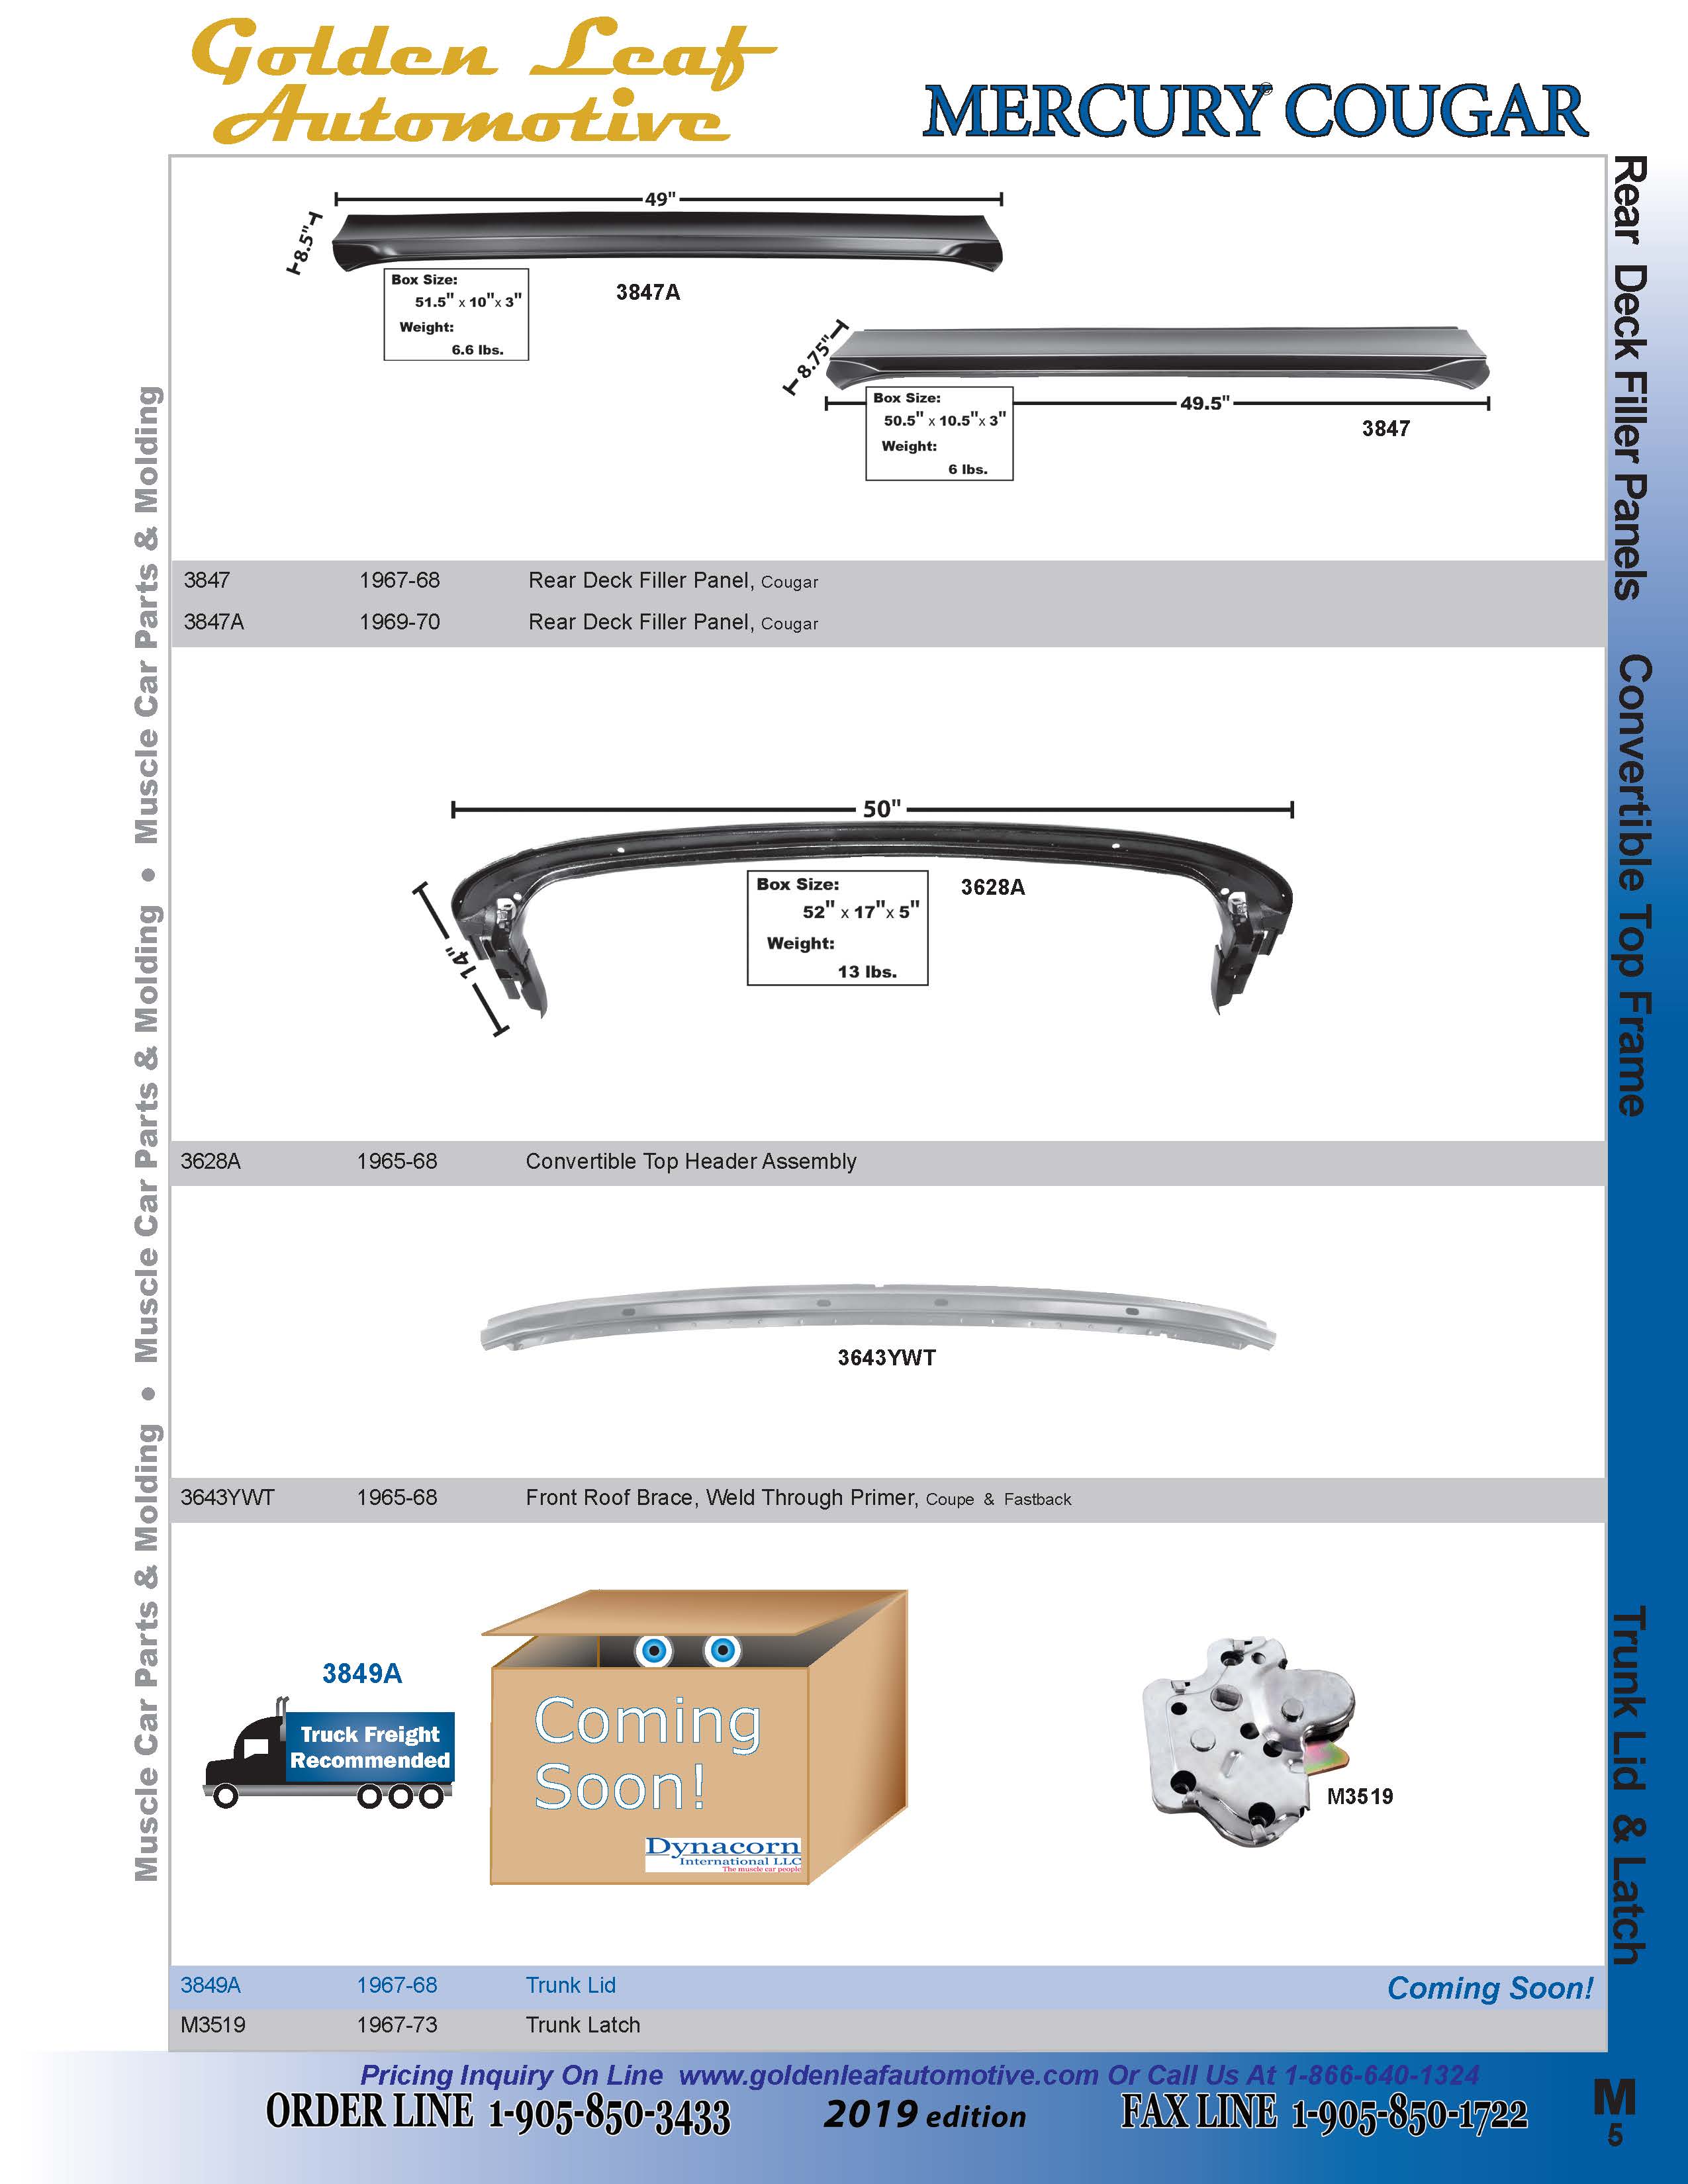 Golden Leaf
Automotive
MERCURY® COUGAR
49"
8.5"
Box Size:
51.5" x 10"x 3"
Weight:
6.6 lbs.
3847A
8.75"
Box Size:
50.5" x 10.5"x 3"
Weight:
6 lbs.
49.5"
3847
3847 1967-68 Rear Deck Filler Panel, Cougar
3847A 1969-70 Rear Deck Filler Panel, Cougar
50"
14"
Box Size:
52" x 17"x 5"
Weight:
13 lbs.
3628A
3628A 1965-68 Convertible Top Header Assembly
3643YWT
3643YWT 1965-68 Front Roof Brace, Weld Through Primer, Coupe & Fastback
3849A
Truck Freight
Recommended
Coming
Soon!
Dynacorn
International LLC
The muscle car people
M3519
3849A 1967-68 Trunk Lid Coming Soon!
M3519 1967-73 Trunk Latch
Muscle Car Parts & Molding • Muscle Car Parts & Molding • Muscle Car Parts & Molding
Rear Deck Filler Panels Convertible Top Frame Trunk Lid & Latch
Pricing Inquiry On Line www.goldenleafautomotive.com Or Call Us At 1-866-640-1324
ORDER LINE 1-905-850-3433 2019 edition FAX LINE 1-905-850-1722
M
5